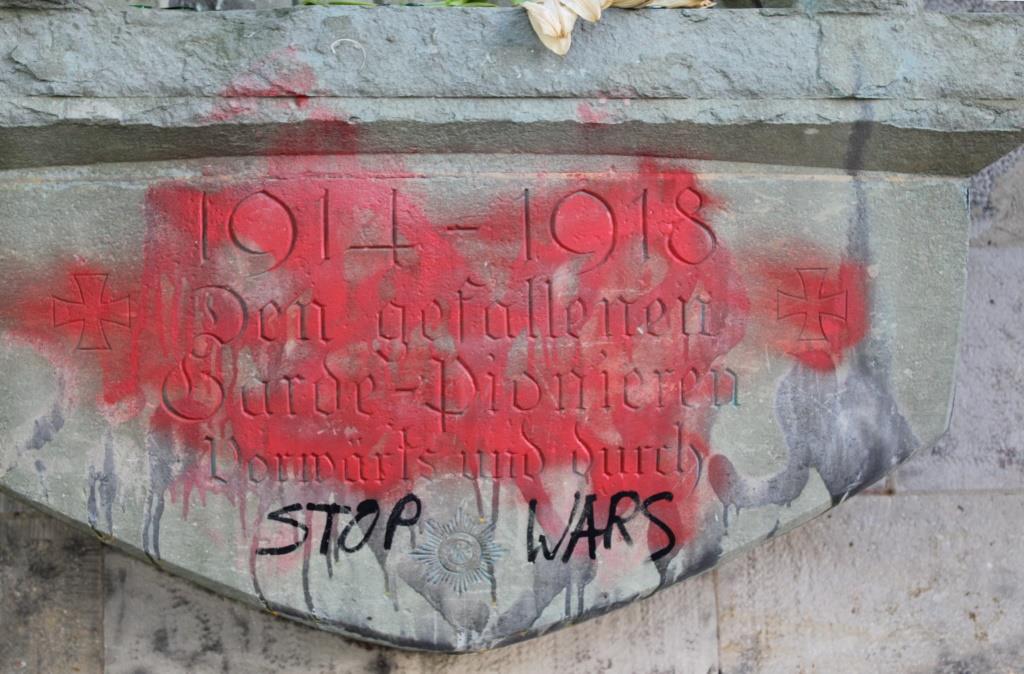 1914 - 1918
Den gefallenen
Garde-Pionieren
Vorwärts und durch
STOP WARS